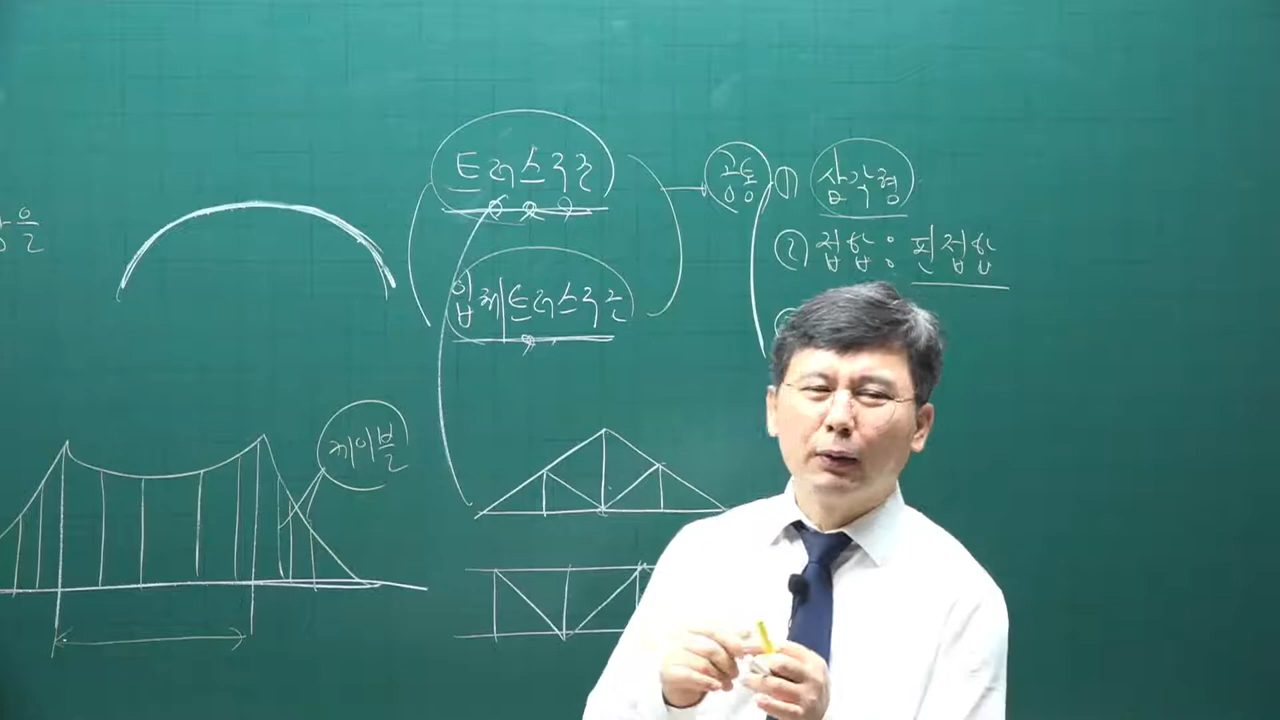 트러스구조
입체트러스구조
공통
① 삼각형
② 접합 : 핀접합
케이블